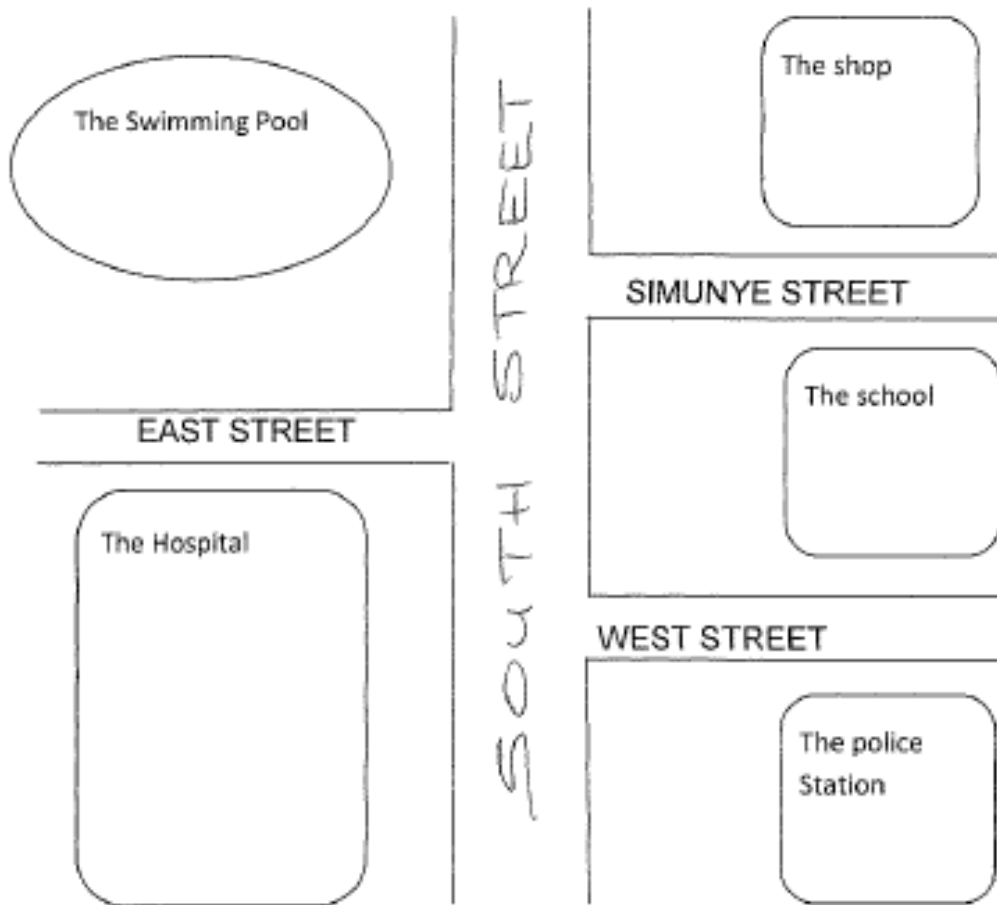 The Swimming Pool
The shop
SOUTH STREET
SIMUNYE STREET
The school
EAST STREET
The Hospital
WEST STREET
The police
Station